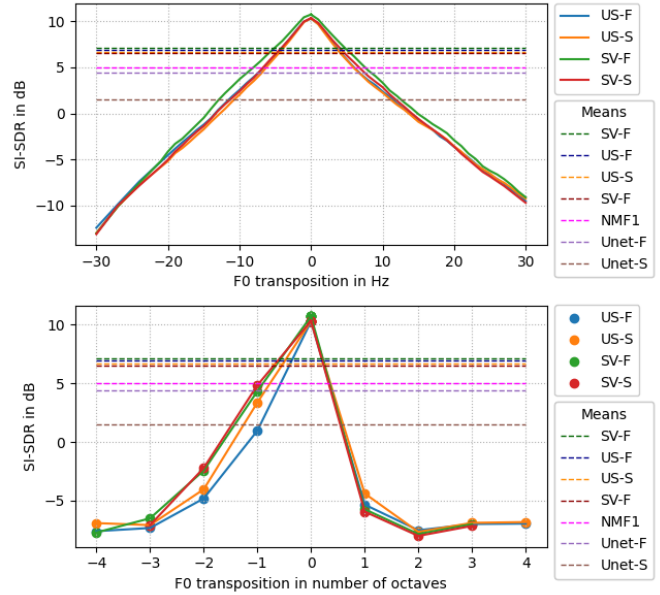 10
5
0
−5
−10
SI-SDR in dB
−30
−20
−10
0
10
20
30
F0 transposition in Hz
US-F
US-S
SV-F
SV-S
Means
SV-F
US-F
US-S
SV-F
NMF1
Unet-F
Unet-S
10
5
0
−5
SI-SDR in dB
−4
−3
−2
−1
0
1
2
3
4
F0 transposition in number of octaves
US-F
US-S
SV-F
SV-S
Means
SV-F
US-F
US-S
SV-F
NMF1
Unet-F
Unet-S